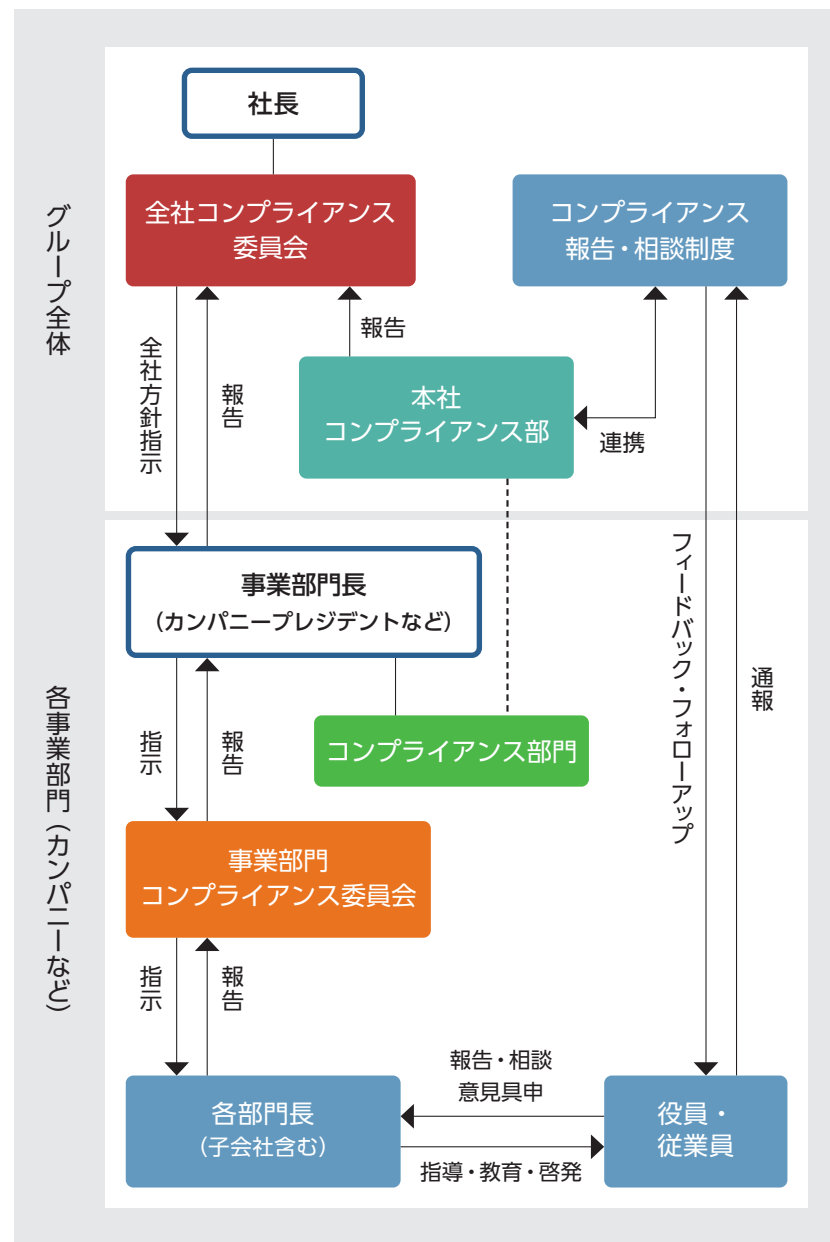 グループ全体
社長
全社コンプライアンス
委員会
コンプライアンス
報告・相談制度
全社方針指示
報告
報告
本社
コンプライアンス部
連携
各事業部門（カンパニーなど）
事業部門長
（カンパニープレジデントなど）
フィードバック・フォローアップ
通報
指示
報告
コンプライアンス部門
事業部門
コンプライアンス委員会
指示
報告
各部門長
（子会社含む）
報告・相談
意見具申
指導・教育・啓発
役員・
従業員